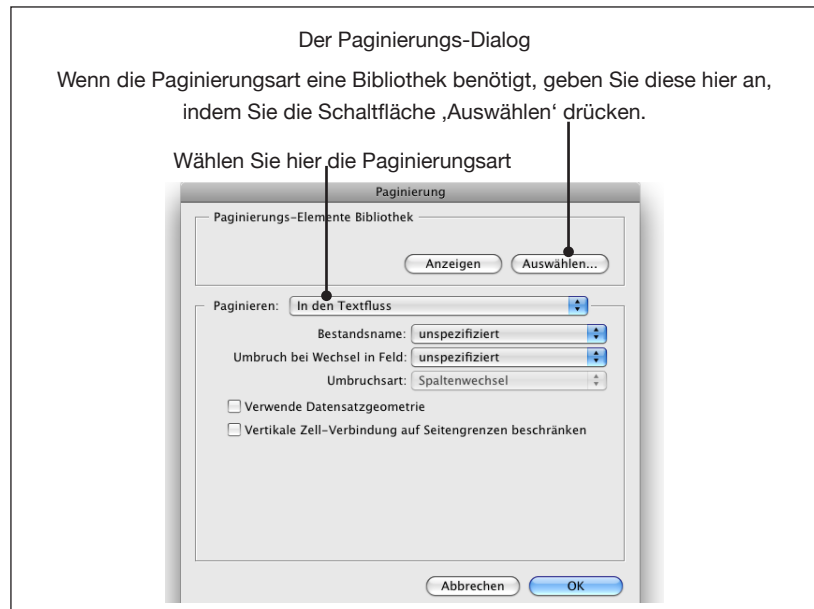 Der Paginierungs-Dialog
Wenn die Paginierungsart eine Bibliothek benötigt, geben Sie diese hier an,
indem Sie die Schaltfläche ‚Auswählen‘ drücken.
Wählen Sie hier die Paginierungsart
Paginierung
Paginierungs-Elemente Bibliothek
Anzeigen Auswählen...
Paginieren: In den Textfluss
Bestandsname: unspezifiziert
Umbruch bei Wechsel in Feld: unspezifiziert
Umbruchsart: Spaltenwechsel
Verwende Datensatzgeometrie
Vertikale Zell-Verbindung auf Seitengrenzen beschränken
Abbrechen OK